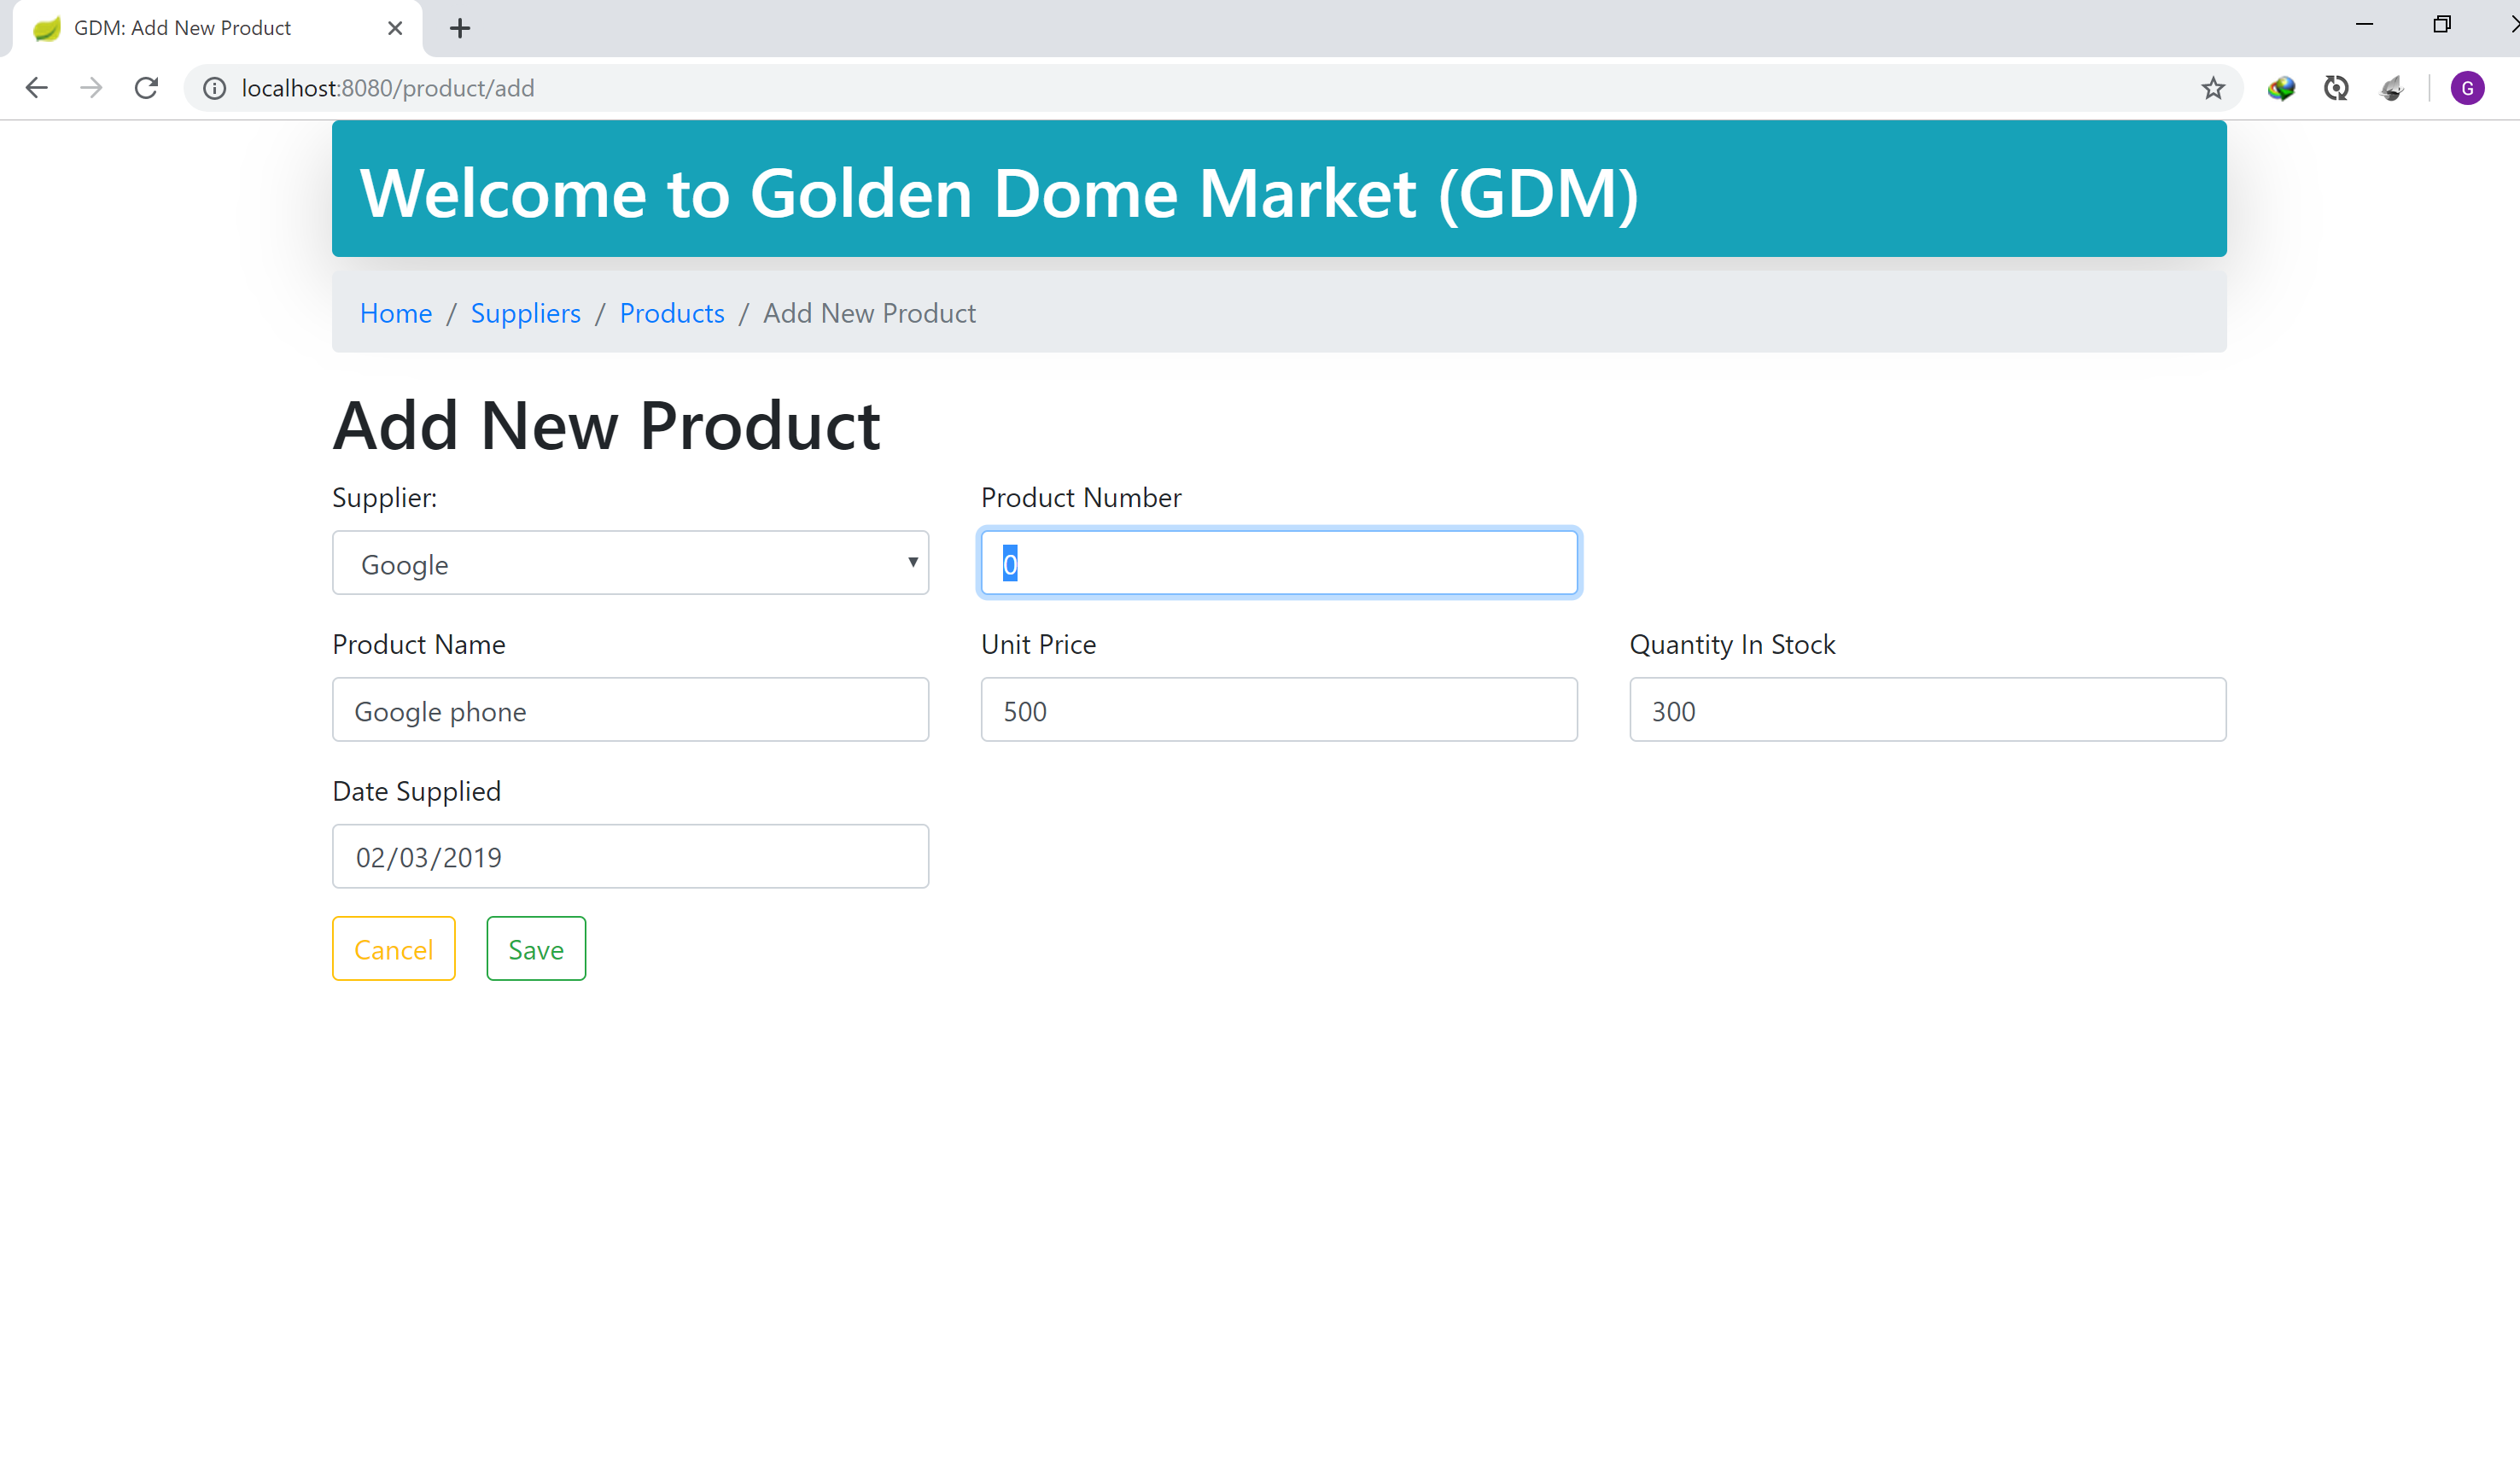 GDM: Add New Product
localhost:8080/product/add
G
Welcome to Golden Dome Market (GDM)
Home / Suppliers / Products / Add New Product
Add New Product
Supplier: Product Number
Google 0
Product Name Unit Price Quantity In Stock
Google phone 500 300
Date Supplied
02/03/2019
Cancel Save